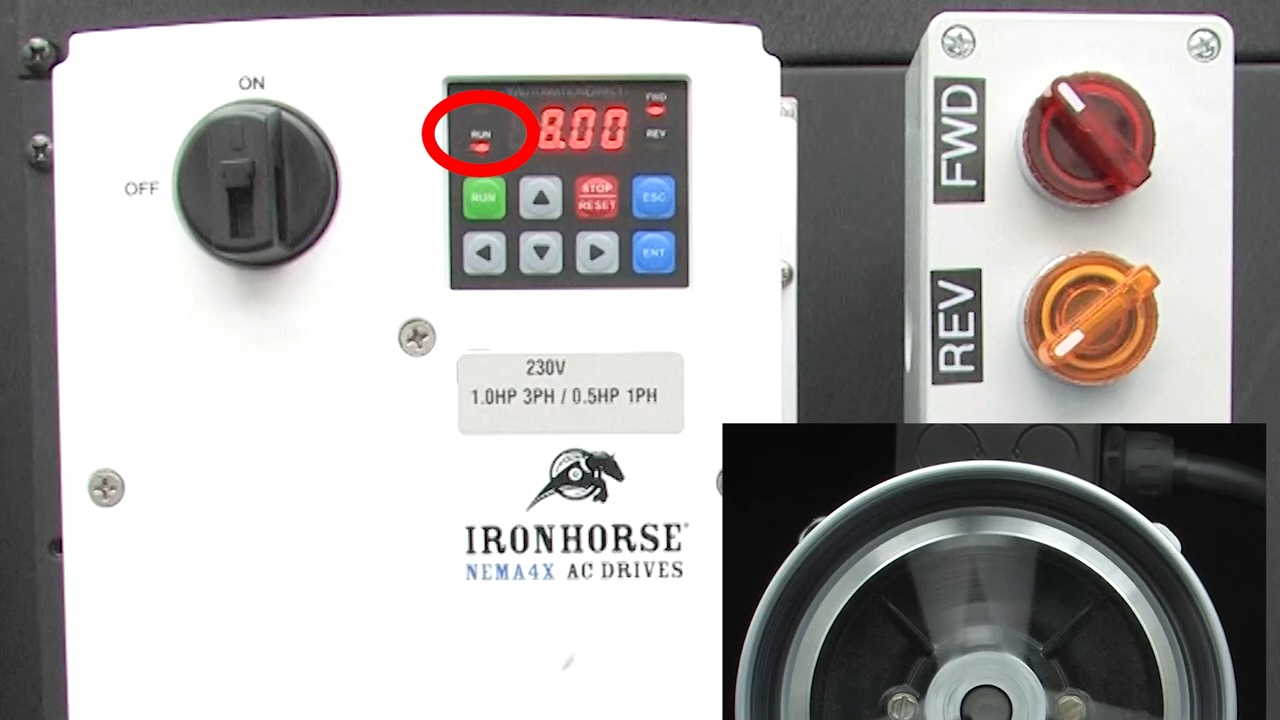 ON
OFF
AUTOMATIONDIRECT
FWD
RUN
8.00
REV
RUN
STOP
RESET
ESC
ENT
230V
1.0HP 3PH / 0.5HP 1PH
IRONHORSE®
NEMA4X AC DRIVES
FWD
REV